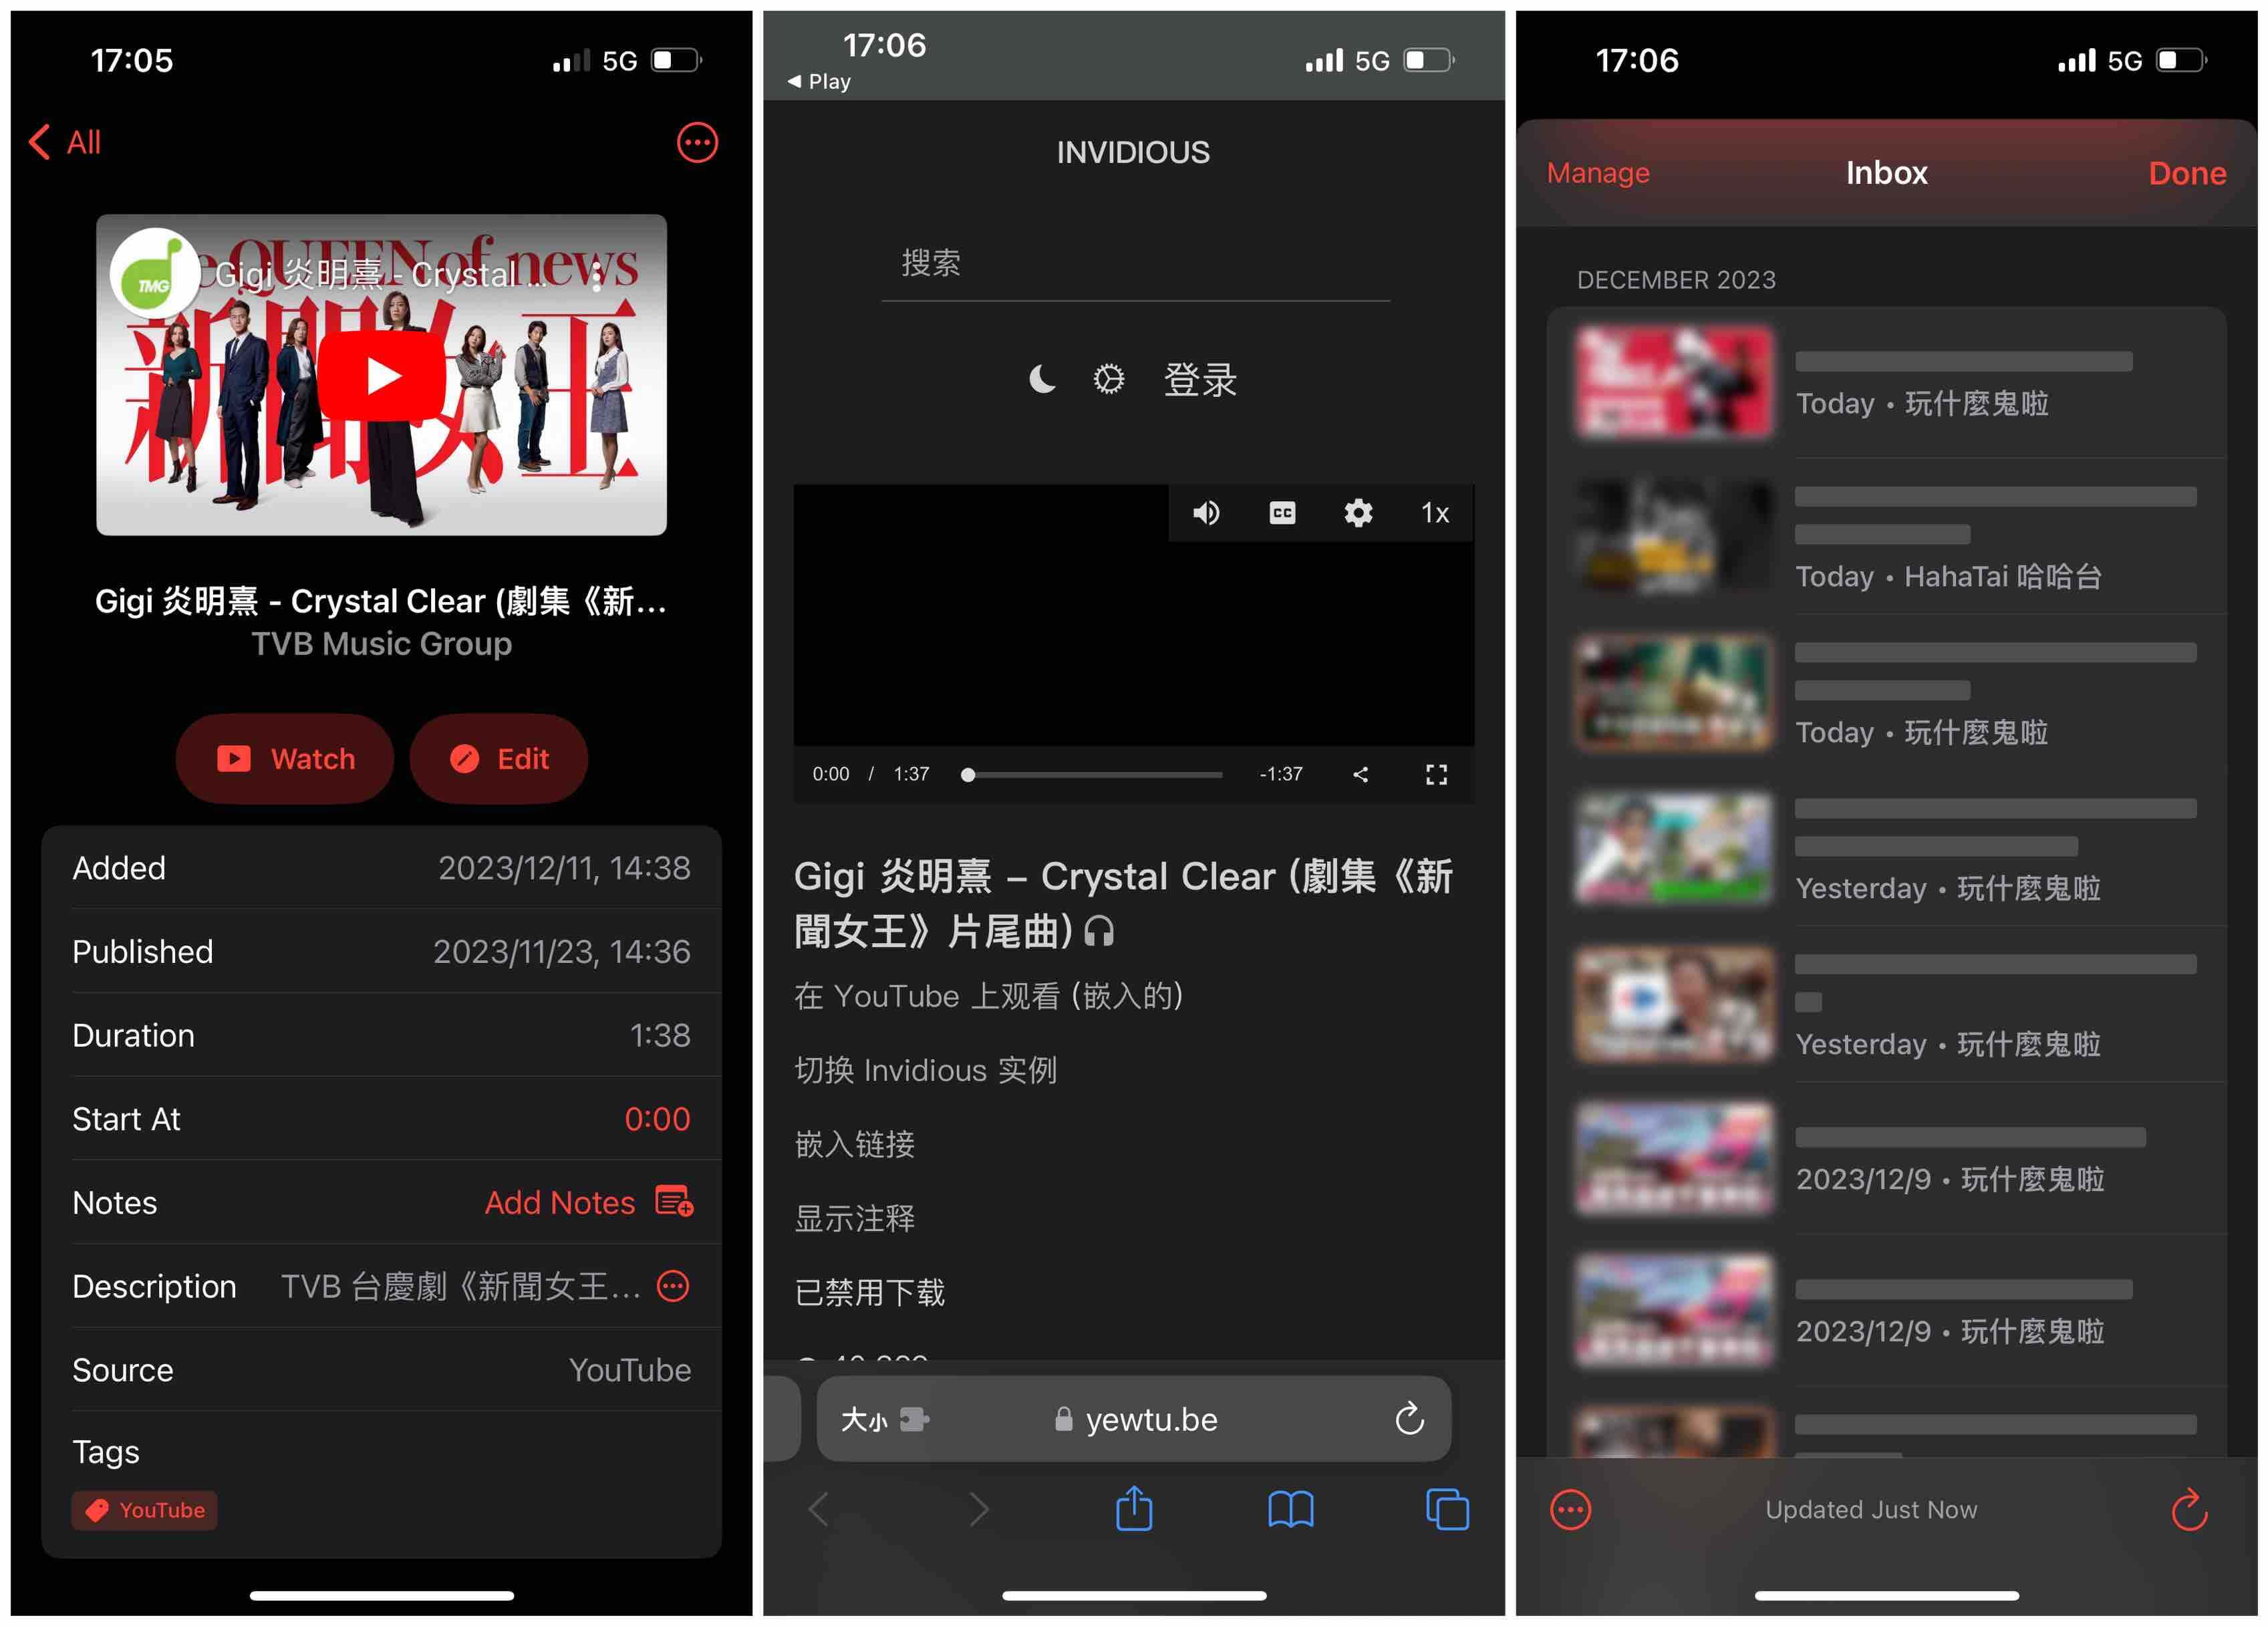 17:05
5G
All
TMG
e QUEEN of news
Gigi 炎明熹 - Crystal ...
新聞女王
Gigi 炎明熹 - Crystal Clear (劇集《新...
TVB Music Group
Watch
Edit
Added
2023/12/11, 14:38
Published
2023/11/23, 14:36
Duration
1:38
Start At
0:00
Notes
Add Notes
Description
TVB 台慶劇《新聞女王...
Source
YouTube
Tags
YouTube
17:06
5G
Play
INVIDIOUS
搜索
登录
CC
1x
0:00 / 1:37
-1:37
Gigi 炎明熹 – Crystal Clear (劇集《新
聞女王》片尾曲)
在 YouTube 上观看 (嵌入的)
切换 Invidious 实例
嵌入链接
显示注释
已禁用下载
大小
yewtu.be
17:06
5G
Manage
Inbox
Done
DECEMBER 2023
Today • 玩什麼鬼啦
Today • HahaTai 哈哈台
Today • 玩什麼鬼啦
Yesterday • 玩什麼鬼啦
Yesterday • 玩什麼鬼啦
2023/12/9 • 玩什麼鬼啦
2023/12/9 • 玩什麼鬼啦
Updated Just Now